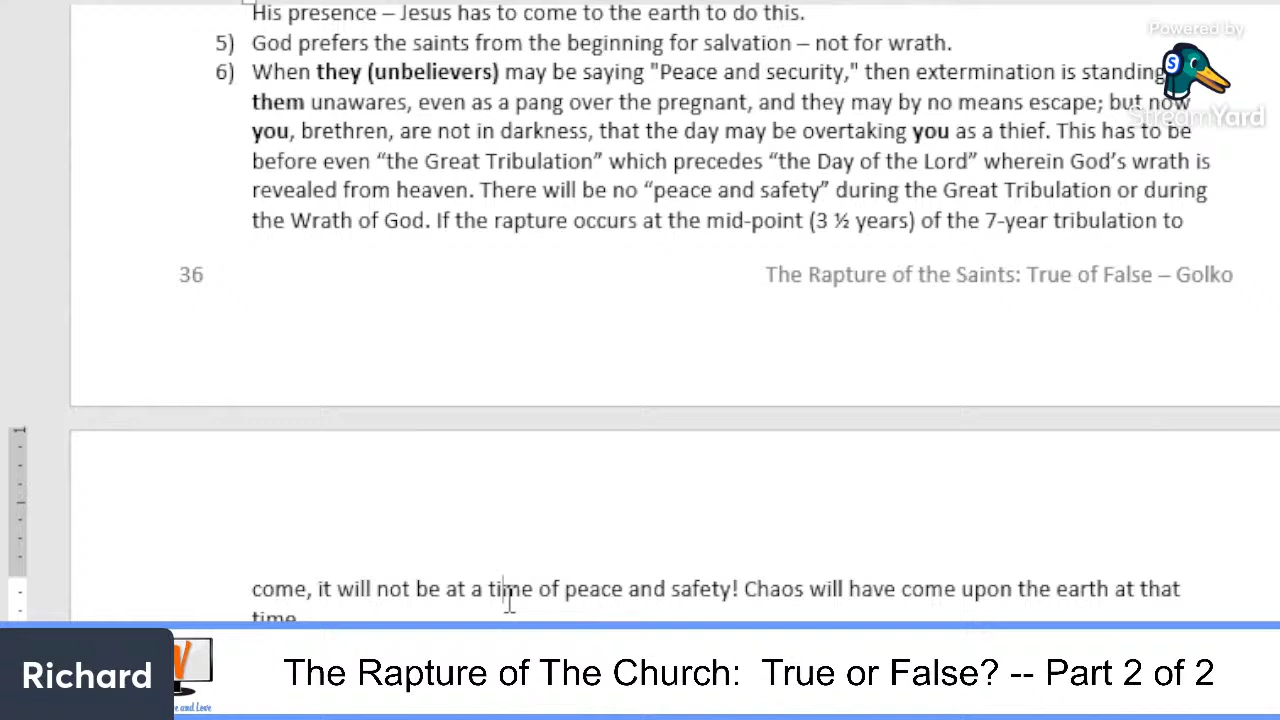 His presence – Jesus has to come to the earth to do this.
5) God prefers the saints from the beginning for salvation – not for wrath.
6) When they (unbelievers) may be saying "Peace and security," then extermination is standing
them unawares, even as a pang over the pregnant, and they may by no means escape; but now
you, brethren, are not in darkness, that the day may be overtaking you as a thief. This has to be
before even “the Great Tribulation” which precedes “the Day of the Lord” wherein God’s wrath is
revealed from heaven. There will be no “peace and safety” during the Great Tribulation or during
the Wrath of God. If the rapture occurs at the mid-point (3 ½ years) of the 7-year tribulation to
36 The Rapture of the Saints: True of False – Golko
come, it will not be at a time of peace and safety! Chaos will have come upon the earth at that
time.
Powered by
S
StreamYard
Richard
The Rapture of The Church: True or False? -- Part 2 of 2
e and Love